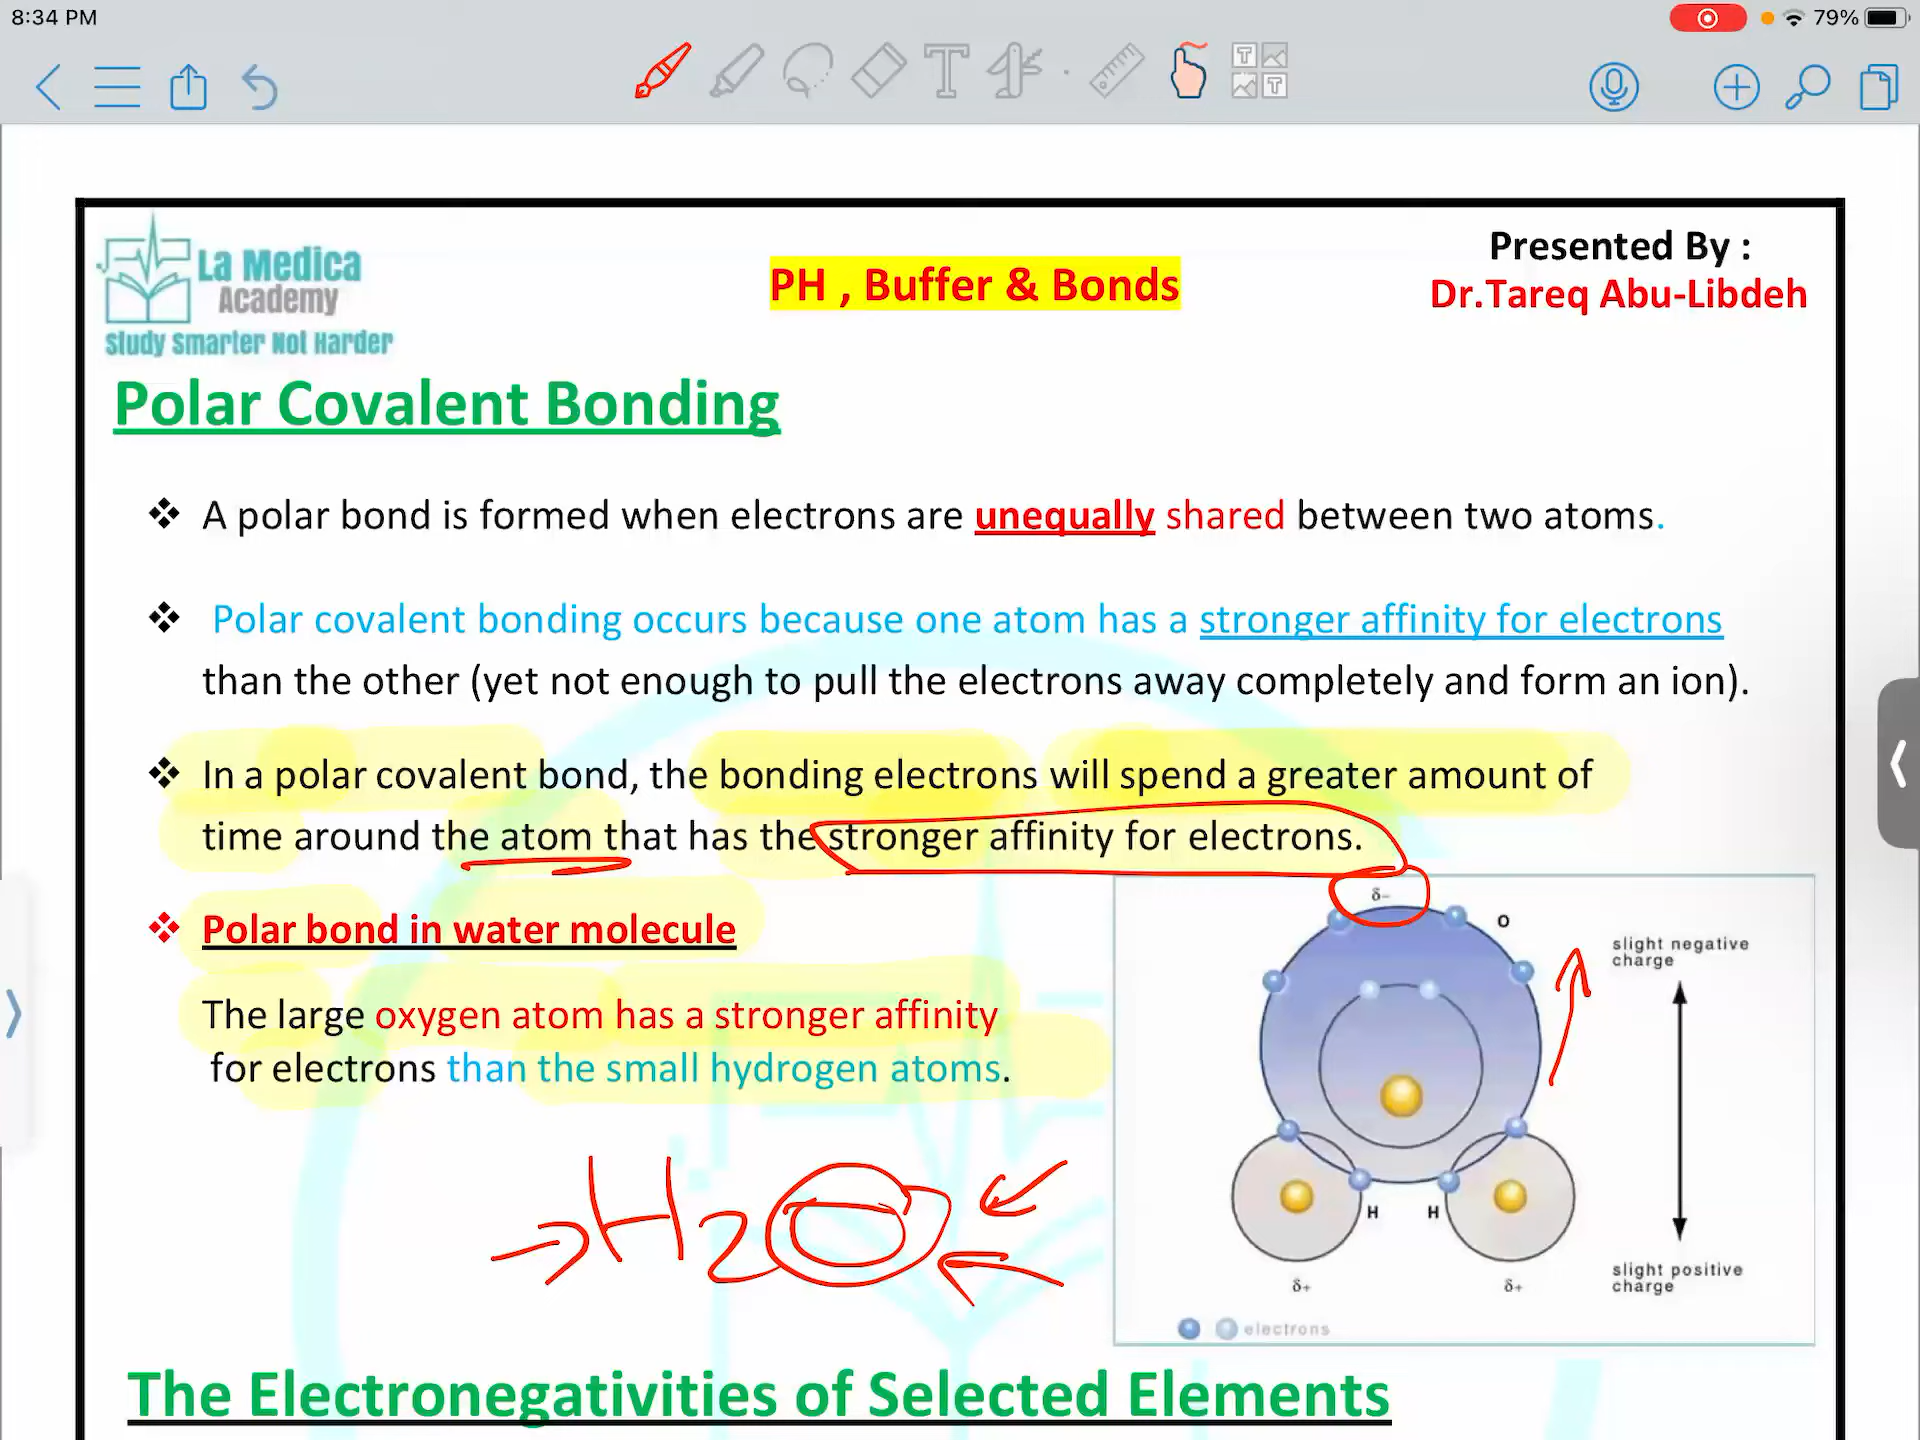 8:34 PM
79%
La Medica
Academy
Study Smarter Not Harder
PH , Buffer & Bonds
Presented By :
Dr.Tareq Abu-Libdeh
Polar Covalent Bonding
❖ A polar bond is formed when electrons are unequally shared between two atoms.
❖ Polar covalent bonding occurs because one atom has a stronger affinity for electrons
than the other (yet not enough to pull the electrons away completely and form an ion).
❖ In a polar covalent bond, the bonding electrons will spend a greater amount of
time around the atom that has the stronger affinity for electrons.
❖ Polar bond in water molecule
The large oxygen atom has a stronger affinity
for electrons than the small hydrogen atoms.
H2O
δ−
O
slight negative
charge
H H
slight positive
charge
δ+ δ+
electrons
The Electronegativities of Selected Elements